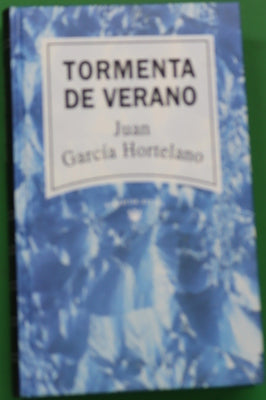 TORMENTA
DE VERANO
Juan
García Hortelano